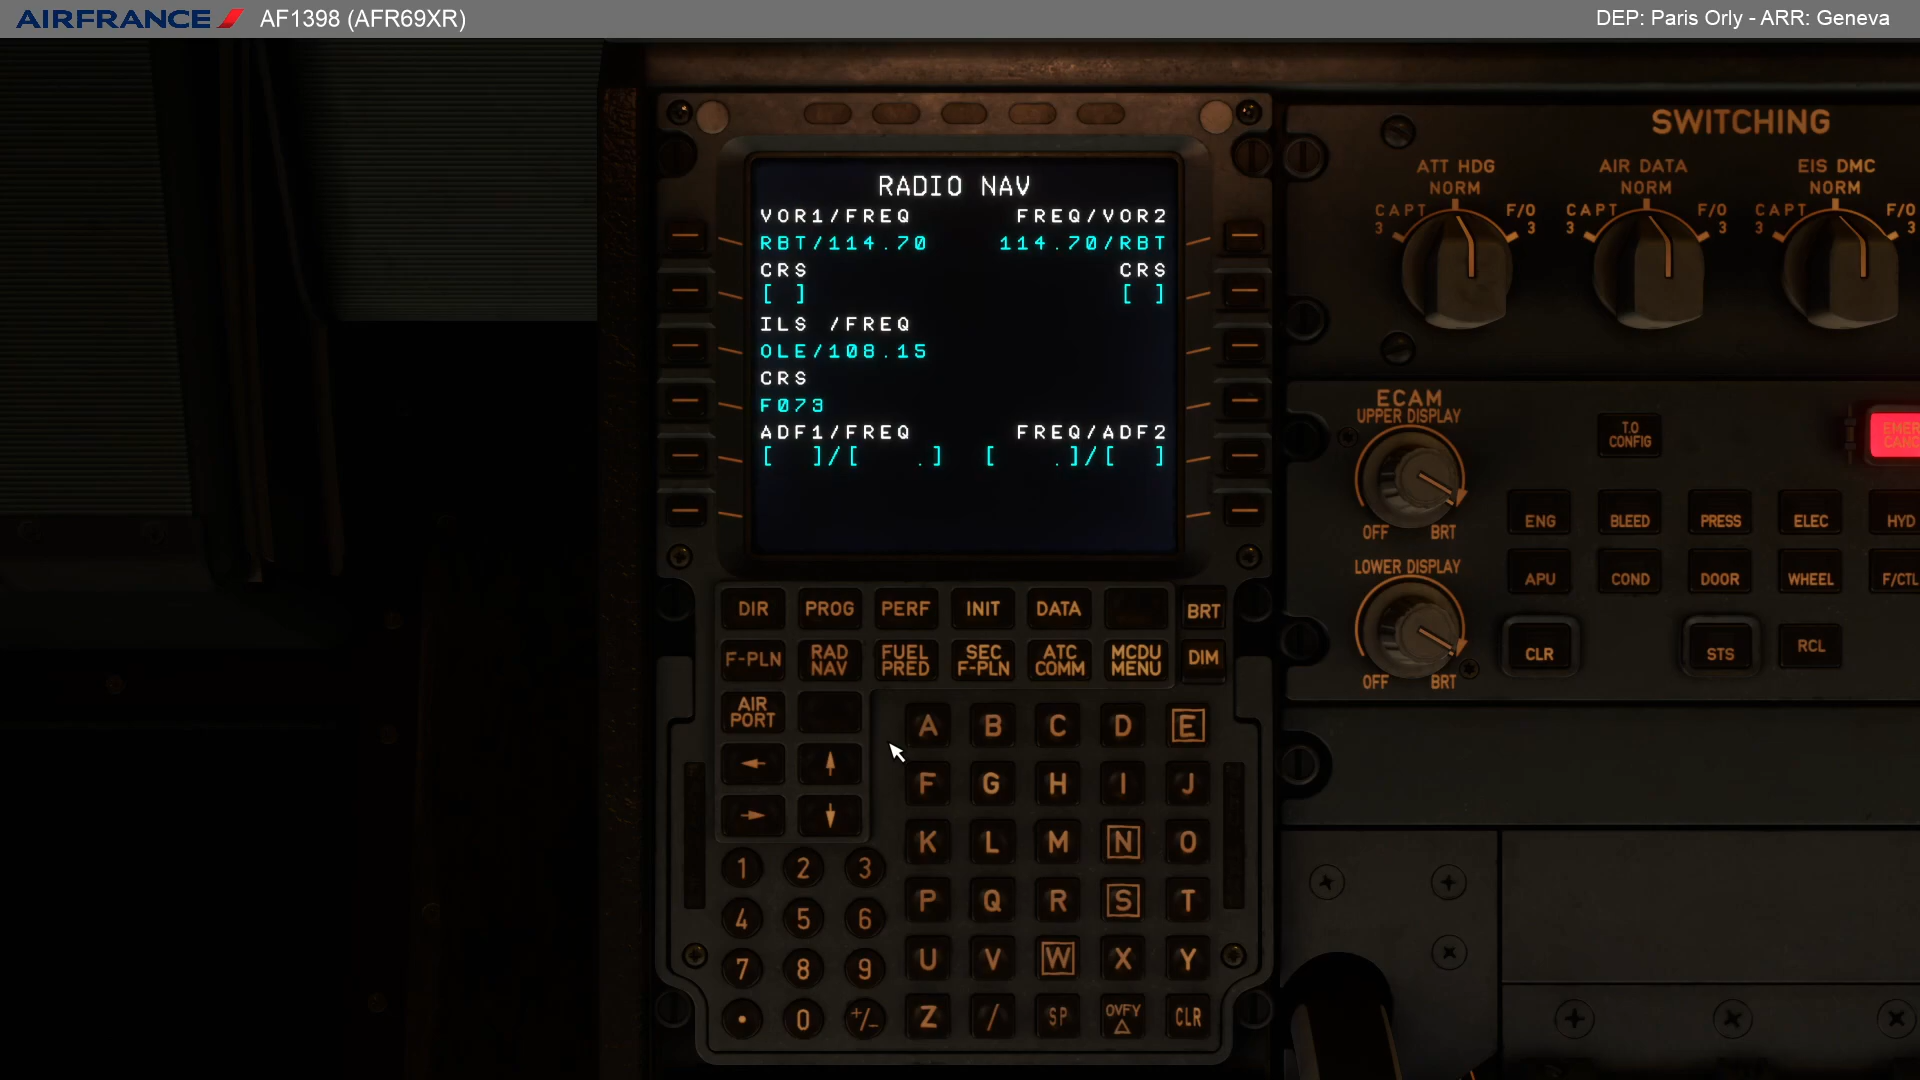 AIRFRANCE AF1398 (AFR69XR) DEP: Paris Orly - ARR: Geneva
RADIO NAV
VOR1/FREQ FREQ/VOR2
RBT/114.70 114.70/RBT
CRS CRS
[ ] [ ]
ILS /FREQ
OLE/108.15
CRS
F073
ADF1/FREQ FREQ/ADF2
[ ]/[ .] [ .]/[ ]
DIR PROG PERF INIT DATA BRT
F-PLN RAD NAV FUEL PRED SEC F-PLN ATC COMM MCDU MENU DIM
AIR PORT
← ↑
→ ↓
A B C D E
F G H I J
K L M N O
P Q R S T
U V W X Y
Z / SP OVFY △ CLR
1 2 3
4 5 6
7 8 9
. 0 +/-
SWITCHING
ATT HDG AIR DATA EIS DMC
NORM NORM NORM
CAPT F/O CAPT F/O CAPT F/O
3 3 3 3 3 3
ECAM
UPPER DISPLAY
OFF BRT
LOWER DISPLAY
OFF BRT
T.O
CONFIG
EMER
CANC
ENG BLEED PRESS ELEC HYD
APU COND DOOR WHEEL F/CTL
CLR STS RCL